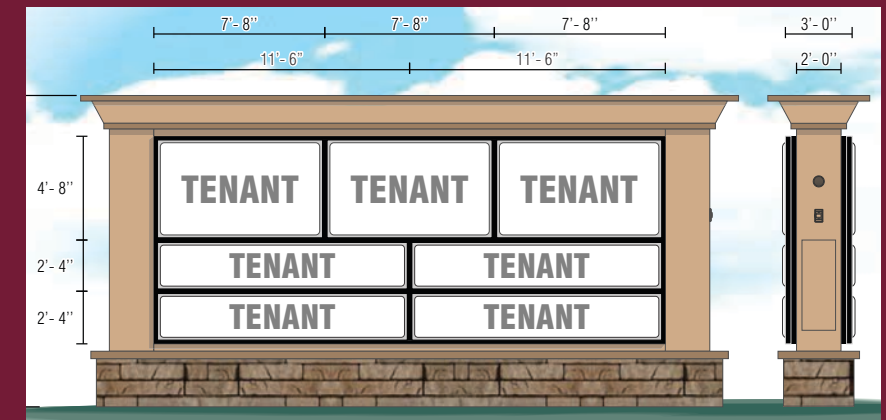 7'- 8'' 7'- 8'' 7'- 8'' 3'- 0''
11'- 6" 11'- 6" 2'- 0''
4'- 8'' TENANT TENANT TENANT
2'- 4'' TENANT TENANT
2'- 4'' TENANT TENANT